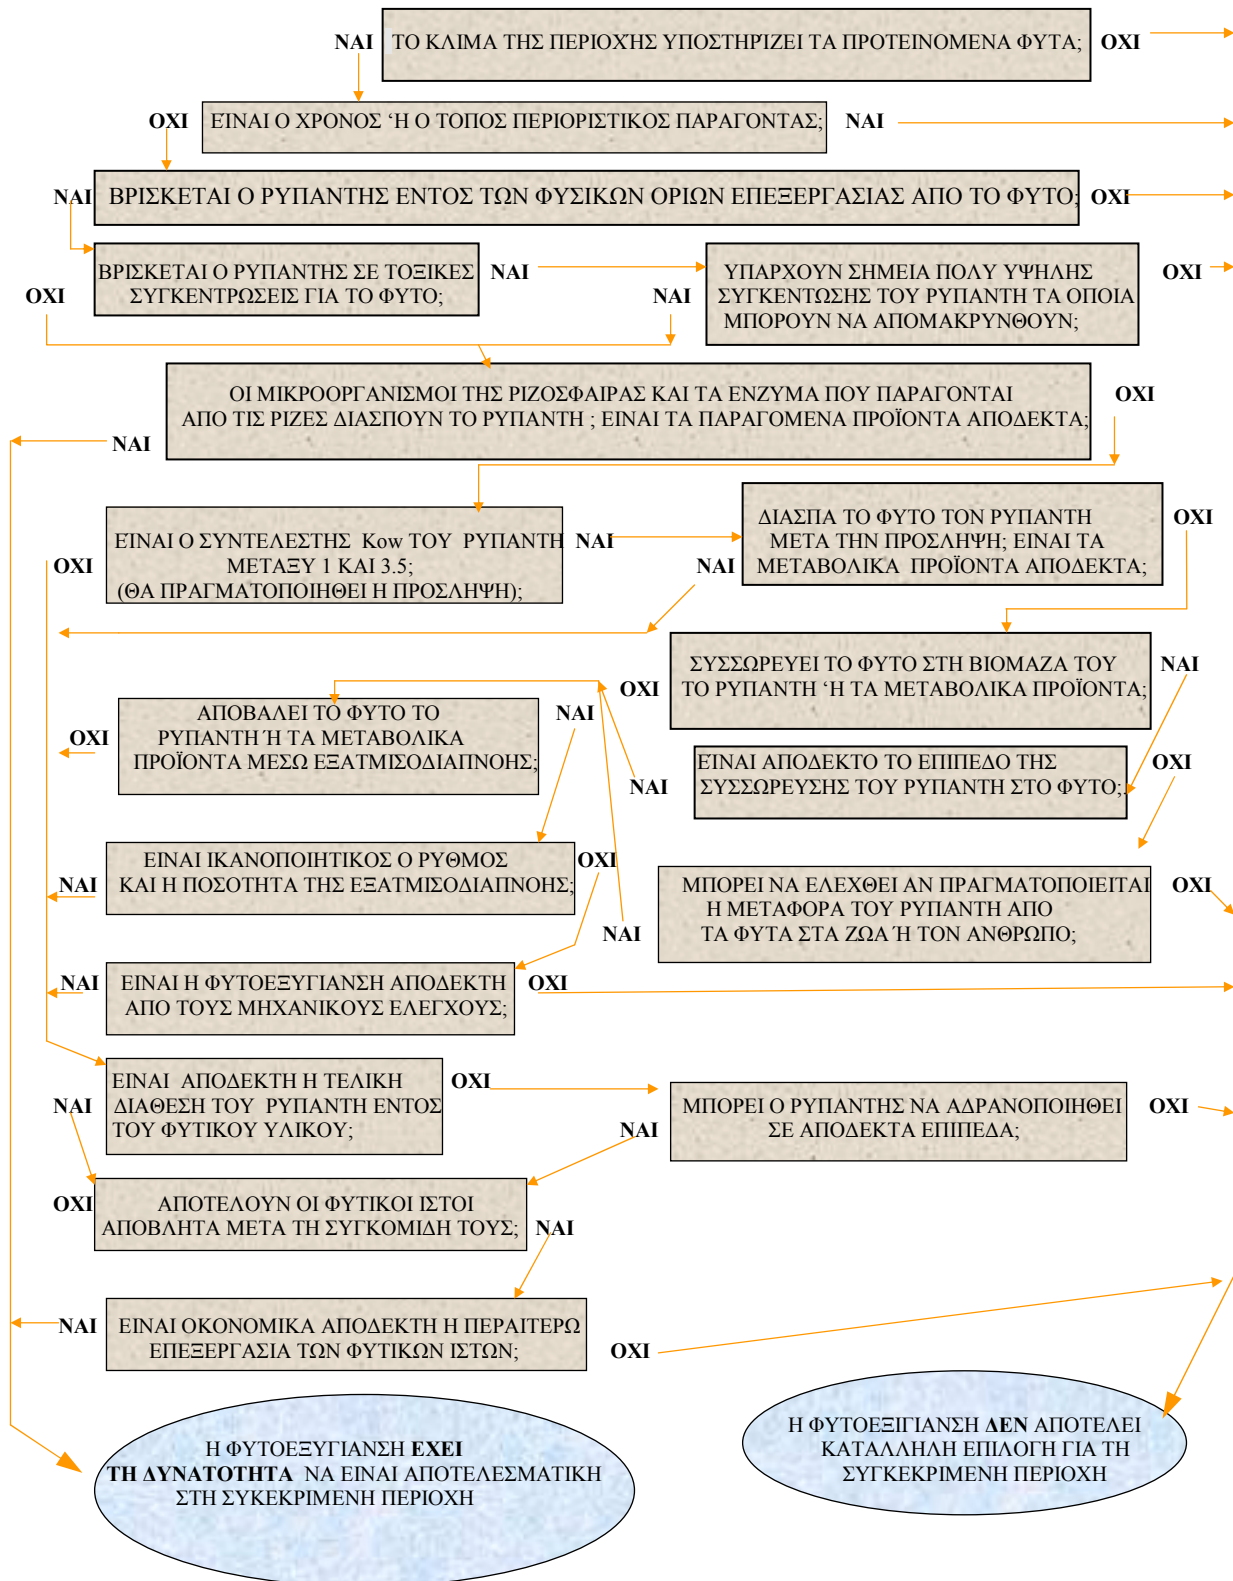 ΝΑΙ ΤΟ ΚΛΙΜΑ ΤΗΣ ΠΕΡΙΟΧΉΣ ΥΠΟΣΤΗΡΊΖΕΙ ΤΑ ΠΡΟΤΕΙΝΟΜΕΝΑ ΦΥΤΑ; ΟΧΙ
ΟΧΙ ΕΊΝΑΙ Ο ΧΡΟΝΟΣ ‘Η Ο ΤΟΠΟΣ ΠΕΡΙΟΡΙΣΤΙΚΟΣ ΠΑΡΑΓΟΝΤΑΣ; ΝΑΙ
ΝΑΙ ΒΡΙΣΚΕΤΑΙ Ο ΡΥΠΑΝΤΗΣ ΕΝΤΟΣ ΤΩΝ ΦΥΣΙΚΩΝ ΟΡΙΩΝ ΕΠΕΞΕΡΓΑΣΙΑΣ ΑΠΟ ΤΟ ΦΥΤΟ; ΟΧΙ
ΒΡΙΣΚΕΤΑΙ Ο ΡΥΠΑΝΤΗΣ ΣΕ ΤΟΞΙΚΕΣ
ΣΥΓΚΕΝΤΡΩΣΕΙΣ ΓΙΑ ΤΟ ΦΥΤΟ;
ΝΑΙ
ΟΧΙ
ΥΠΑΡΧΟΥΝ ΣΗΜΕΙΑ ΠΟΛΥ ΥΨΗΛΗΣ
ΣΥΓΚΕΝΤΩΣΗΣ ΤΟΥ ΡΥΠΑΝΤΗ ΤΑ ΟΠΟΙΑ
ΜΠΟΡΟΥΝ ΝΑ ΑΠΟΜΑΚΡΥΝΘΟΥΝ;
ΟΧΙ
ΝΑΙ
ΟΙ ΜΙΚΡΟΟΡΓΑΝΙΣΜΟΙ ΤΗΣ ΡΙΖΟΣΦΑΙΡΑΣ ΚΑΙ ΤΑ ΕΝΖΥΜΑ ΠΟΥ ΠΑΡΑΓΟΝΤΑΙ
ΑΠΟ ΤΙΣ ΡΙΖΕΣ ΔΙΑΣΠΟΥΝ ΤΟ ΡΥΠΑΝΤΗ ; ΕΙΝΑΙ ΤΑ ΠΑΡΑΓΟΜΕΝΑ ΠΡΟΪΟΝΤΑ ΑΠΟΔΕΚΤΑ;
ΟΧΙ
ΝΑΙ
ΕΊΝΑΙ Ο ΣΥΝΤΕΛΕΣΤΗΣ Kow ΤΟΥ ΡΥΠΑΝΤΗ
ΜΕΤΑΞΥ 1 ΚΑΙ 3.5;
(ΘΑ ΠΡΑΓΜΑΤΟΠΟΙΗΘΕΙ Η ΠΡΟΣΛΗΨΗ);
ΝΑΙ
ΟΧΙ
ΔΙΑΣΠΑ ΤΟ ΦΥΤΟ ΤΟΝ ΡΥΠΑΝΤΗ
ΜΕΤΑ ΤΗΝ ΠΡΟΣΛΗΨΗ; ΕΙΝΑΙ ΤΑ
ΜΕΤΑΒΟΛΙΚΑ ΠΡΟΪΟΝΤΑ ΑΠΟΔΕΚΤΑ;
ΟΧΙ
ΝΑΙ
ΣΥΣΣΩΡΕΥΕΙ ΤΟ ΦΥΤΟ ΣΤΗ ΒΙΟΜΑΖΑ ΤΟΥ
ΤΟ ΡΥΠΑΝΤΗ ‘Η ΤΑ ΜΕΤΑΒΟΛΙΚΑ ΠΡΟΪΟΝΤΑ;
ΝΑΙ
ΟΧΙ
ΑΠΟΒΑΛΕΙ ΤΟ ΦΥΤΟ ΤΟ
ΡΥΠΑΝΤΗ Ή ΤΑ ΜΕΤΑΒΟΛΙΚΑ
ΠΡΟΪΟΝΤΑ ΜΕΣΩ ΕΞΑΤΜΙΣΟΔΙΑΠΝΟΗΣ;
ΝΑΙ
ΟΧΙ
ΕΊΝΑΙ ΑΠΟΔΕΚΤΟ ΤΟ ΕΠΙΠΕΔΟ ΤΗΣ
ΣΥΣΣΩΡΕΥΣΗΣ ΤΟΥ ΡΥΠΑΝΤΗ ΣΤΟ ΦΥΤΟ;.
ΟΧΙ
ΝΑΙ
ΕΙΝΑΙ ΙΚΑΝΟΠΟΙΗΤΙΚΟΣ Ο ΡΥΘΜΟΣ
ΚΑΙ Η ΠΟΣΟΤΗΤΑ ΤΗΣ ΕΞΑΤΜΙΣΟΔΙΑΠΝΟΗΣ;
ΟΧΙ
ΝΑΙ
ΜΠΟΡΕΙ ΝΑ ΕΛΕΧΘΕΙ ΑΝ ΠΡΑΓΜΑΤΟΠΟΙΕΙΤΑΙ
Η ΜΕΤΑΦΟΡΑ ΤΟΥ ΡΥΠΑΝΤΗ ΑΠΟ
ΤΑ ΦΥΤΑ ΣΤΑ ΖΩΑ Ή ΤΟΝ ΑΝΘΡΩΠΟ;
ΟΧΙ
ΝΑΙ
ΝΑΙ
ΕΙΝΑΙ Η ΦΥΤΟΕΞΥΓΙΑΝΣΗ ΑΠΟΔΕΚΤΗ
ΑΠΟ ΤΟΥΣ ΜΗΧΑΝΙΚΟΥΣ ΕΛΕΓΧΟΥΣ;
ΟΧΙ
ΕΙΝΑΙ ΑΠΟΔΕΚΤΗ Η ΤΕΛΙΚΗ
ΔΙΑΘΕΣΗ ΤΟΥ ΡΥΠΑΝΤΗ ΕΝΤΟΣ
ΤΟΥ ΦΥΤΙΚΟΥ ΥΛΙΚΟΥ;
ΟΧΙ
ΝΑΙ
ΜΠΟΡΕΙ Ο ΡΥΠΑΝΤΗΣ ΝΑ ΑΔΡΑΝΟΠΟΙΗΘΕΙ
ΣΕ ΑΠΟΔΕΚΤΑ ΕΠΙΠΕΔΑ;
ΟΧΙ
ΝΑΙ
ΟΧΙ
ΑΠΟΤΕΛΟΥΝ ΟΙ ΦΥΤΙΚΟΙ ΙΣΤΟΙ
ΑΠΟΒΛΗΤΑ ΜΕΤΑ ΤΗ ΣΥΓΚΟΜΙΔΗ ΤΟΥΣ;
ΝΑΙ
ΝΑΙ
ΕΙΝΑΙ ΟΚΟΝΟΜΙΚΑ ΑΠΟΔΕΚΤΗ Η ΠΕΡΑΙΤΕΡΩ
ΕΠΕΞΕΡΓΑΣΙΑ ΤΩΝ ΦΥΤΙΚΩΝ ΙΣΤΩΝ;
ΟΧΙ
Η ΦΥΤΟΕΞΥΓΙΑΝΣΗ ΕΧΕΙ
ΤΗ ΔΥΝΑΤΟΤΗΤΑ ΝΑ ΕΙΝΑΙ ΑΠΟΤΕΛΕΣΜΑΤΙΚΗ
ΣΤΗ ΣΥΚΕΚΡΙΜΕΝΗ ΠΕΡΙΟΧΗ
Η ΦΥΤΟΕΞΙΓΙΑΝΣΗ ΔΕΝ ΑΠΟΤΕΛΕΙ
ΚΑΤΑΛΛΗΛΗ ΕΠΙΛΟΓΗ ΓΙΑ ΤΗ
ΣΥΓΚΕΚΡΙΜΕΝΗ ΠΕΡΙΟΧΗ